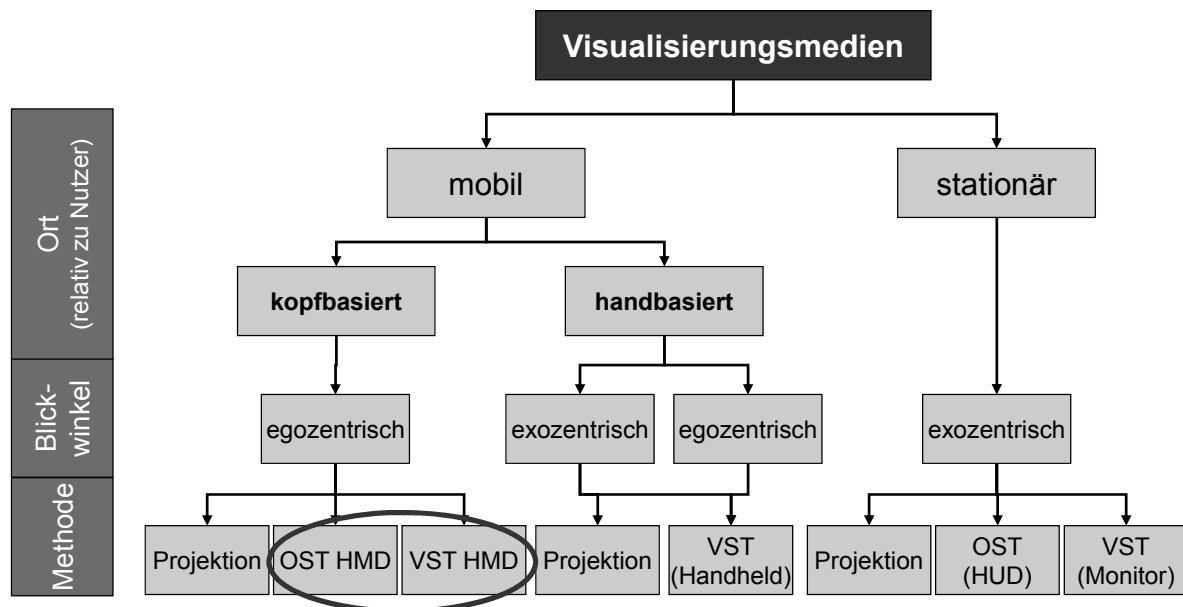 Visualisierungsmedien
Ort
(relativ zu Nutzer)
mobil
stationär
kopfbasiert
handbasiert
Blick-
winkel
egozentrisch
exozentrisch
egozentrisch
exozentrisch
Methode
Projektion
OST HMD
VST HMD
Projektion
VST
(Handheld)
Projektion
OST
(HUD)
VST
(Monitor)